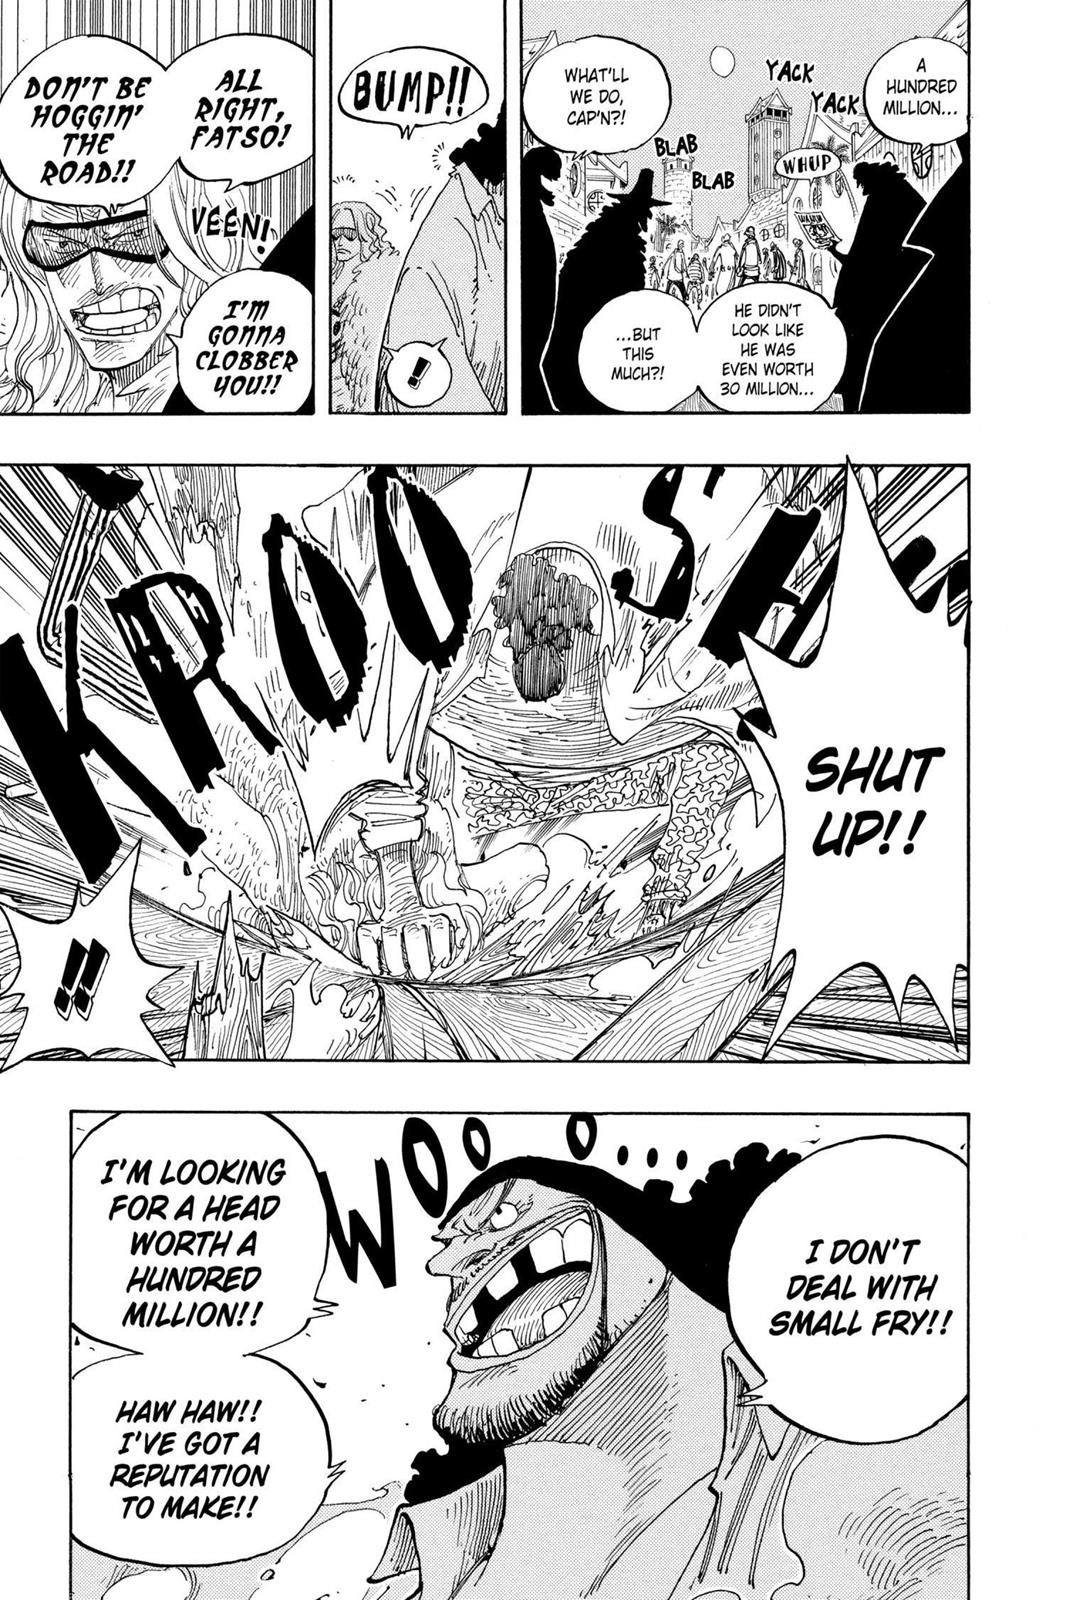 A
HUNDRED
MILLION...
YACK
YACK
WHUP
WHAT'LL
WE DO,
CAP'N?!
BLAB
BLAB
HE DIDN'T
LOOK LIKE
HE WAS
EVEN WORTH
30 MILLION...
...BUT
THIS
MUCH?!
BUMP!!
!
ALL
RIGHT,
FATSO!
DON'T BE
HOGGIN'
THE
ROAD!!
VEEN!
I'M
GONNA
CLOBBER
YOU!!
SHUT
UP!!
KROOOSH
!!
I DON'T
DEAL WITH
SMALL FRY!!
WOOO...
I'M LOOKING
FOR A HEAD
WORTH A
HUNDRED
MILLION!!
HAW HAW!!
I'VE GOT A
REPUTATION
TO MAKE!!